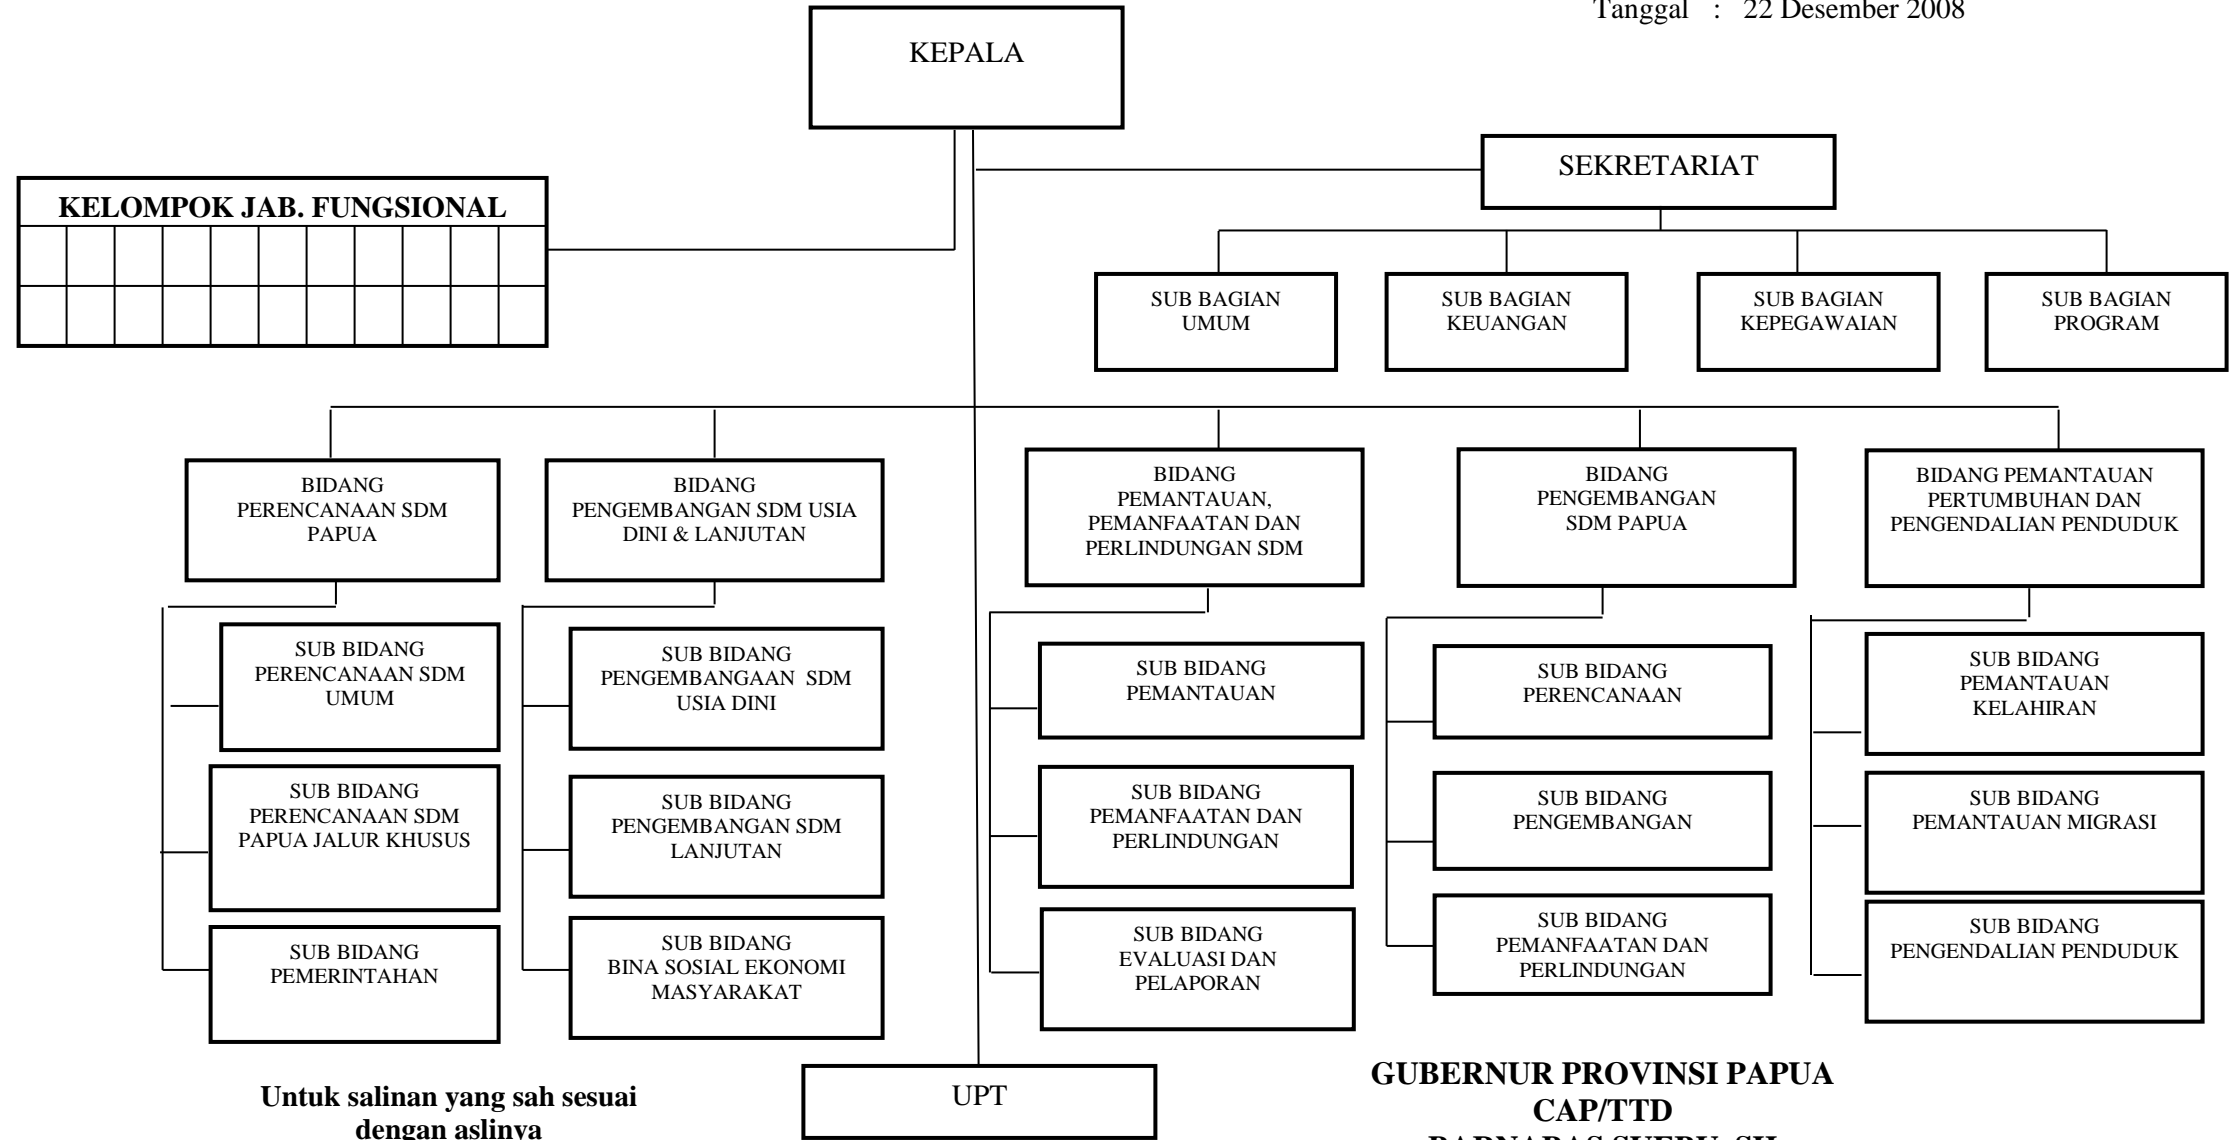 Tanggal : 22 Desember 2008
KEPALA
SEKRETARIAT
KELOMPOK JAB. FUNGSIONAL
SUB BAGIAN
UMUM
SUB BAGIAN
KEUANGAN
SUB BAGIAN
KEPEGAWAIAN
SUB BAGIAN
PROGRAM
BIDANG
PERENCANAAN SDM
PAPUA
BIDANG
PENGEMBANGAN SDM USIA
DINI & LANJUTAN
BIDANG
PEMANTAUAN,
PEMANFAATAN DAN
PERLINDUNGAN SDM
BIDANG
PENGEMBANGAN
SDM PAPUA
BIDANG PEMANTAUAN
PERTUMBUHAN DAN
PENGENDALIAN PENDUDUK
SUB BIDANG
PERENCANAAN SDM
UMUM
SUB BIDANG
PENGEMBANGAAN SDM
USIA DINI
SUB BIDANG
PEMANTAUAN
SUB BIDANG
PERENCANAAN
SUB BIDANG
PEMANTAUAN
KELAHIRAN
SUB BIDANG
PERENCANAAN SDM
PAPUA JALUR KHUSUS
SUB BIDANG
PENGEMBANGAN SDM
LANJUTAN
SUB BIDANG
PEMANFAATAN DAN
PERLINDUNGAN
SUB BIDANG
PENGEMBANGAN
SUB BIDANG
PEMANTAUAN MIGRASI
SUB BIDANG
PEMERINTAHAN
SUB BIDANG
BINA SOSIAL EKONOMI
MASYARAKAT
SUB BIDANG
EVALUASI DAN
PELAPORAN
SUB BIDANG
PEMANFAATAN DAN
PERLINDUNGAN
SUB BIDANG
PENGENDALIAN PENDUDUK
UPT
Untuk salinan yang sah sesuai
dengan aslinya
GUBERNUR PROVINSI PAPUA
CAP/TTD
BARNABAS SUEBU, SH